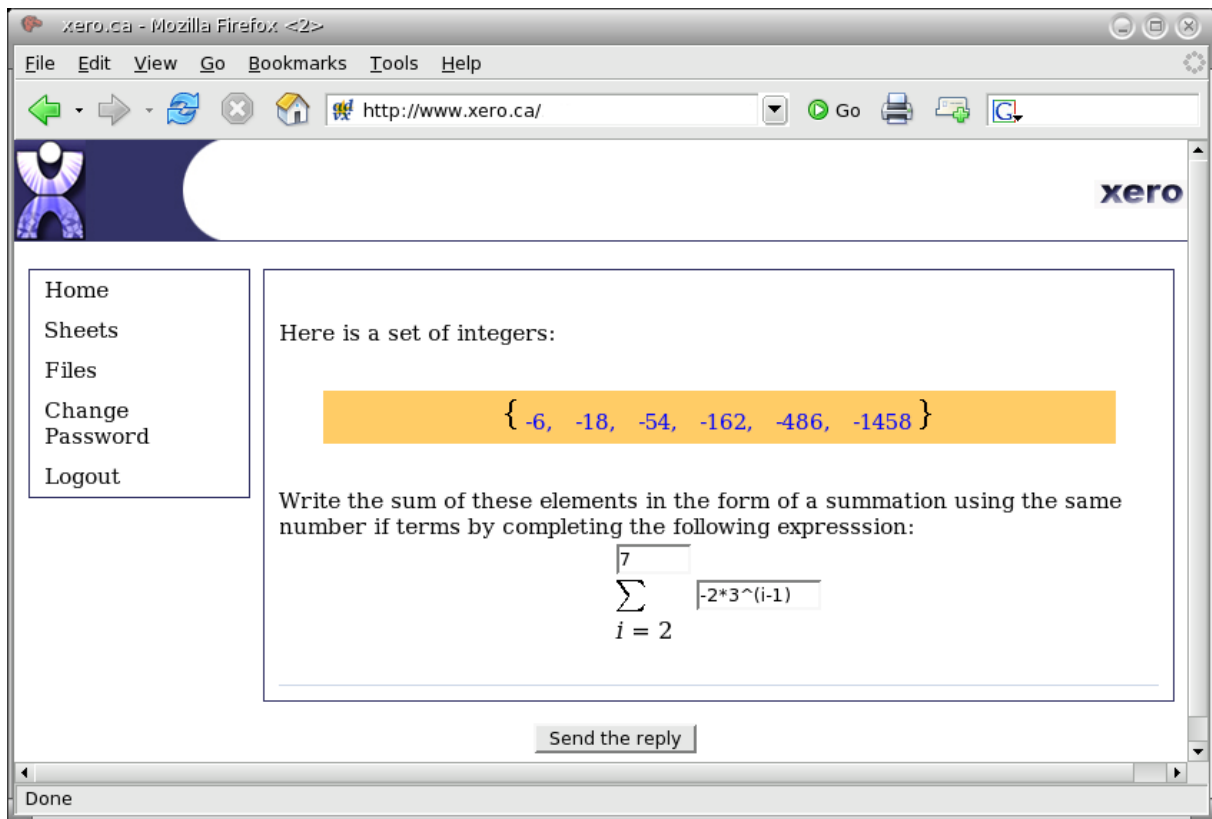 xero.ca - Mozilla Firefox <2>
File Edit View Go Bookmarks Tools Help
http://www.xero.ca/ Go G
xero
Home
Sheets
Files
Change
Password
Logout
Here is a set of integers:
{ -6, -18, -54, -162, -486, -1458 }
Write the sum of these elements in the form of a summation using the same
number if terms by completing the following expresssion:
7
∑ -2*3^(i-1)
i = 2
Send the reply
Done